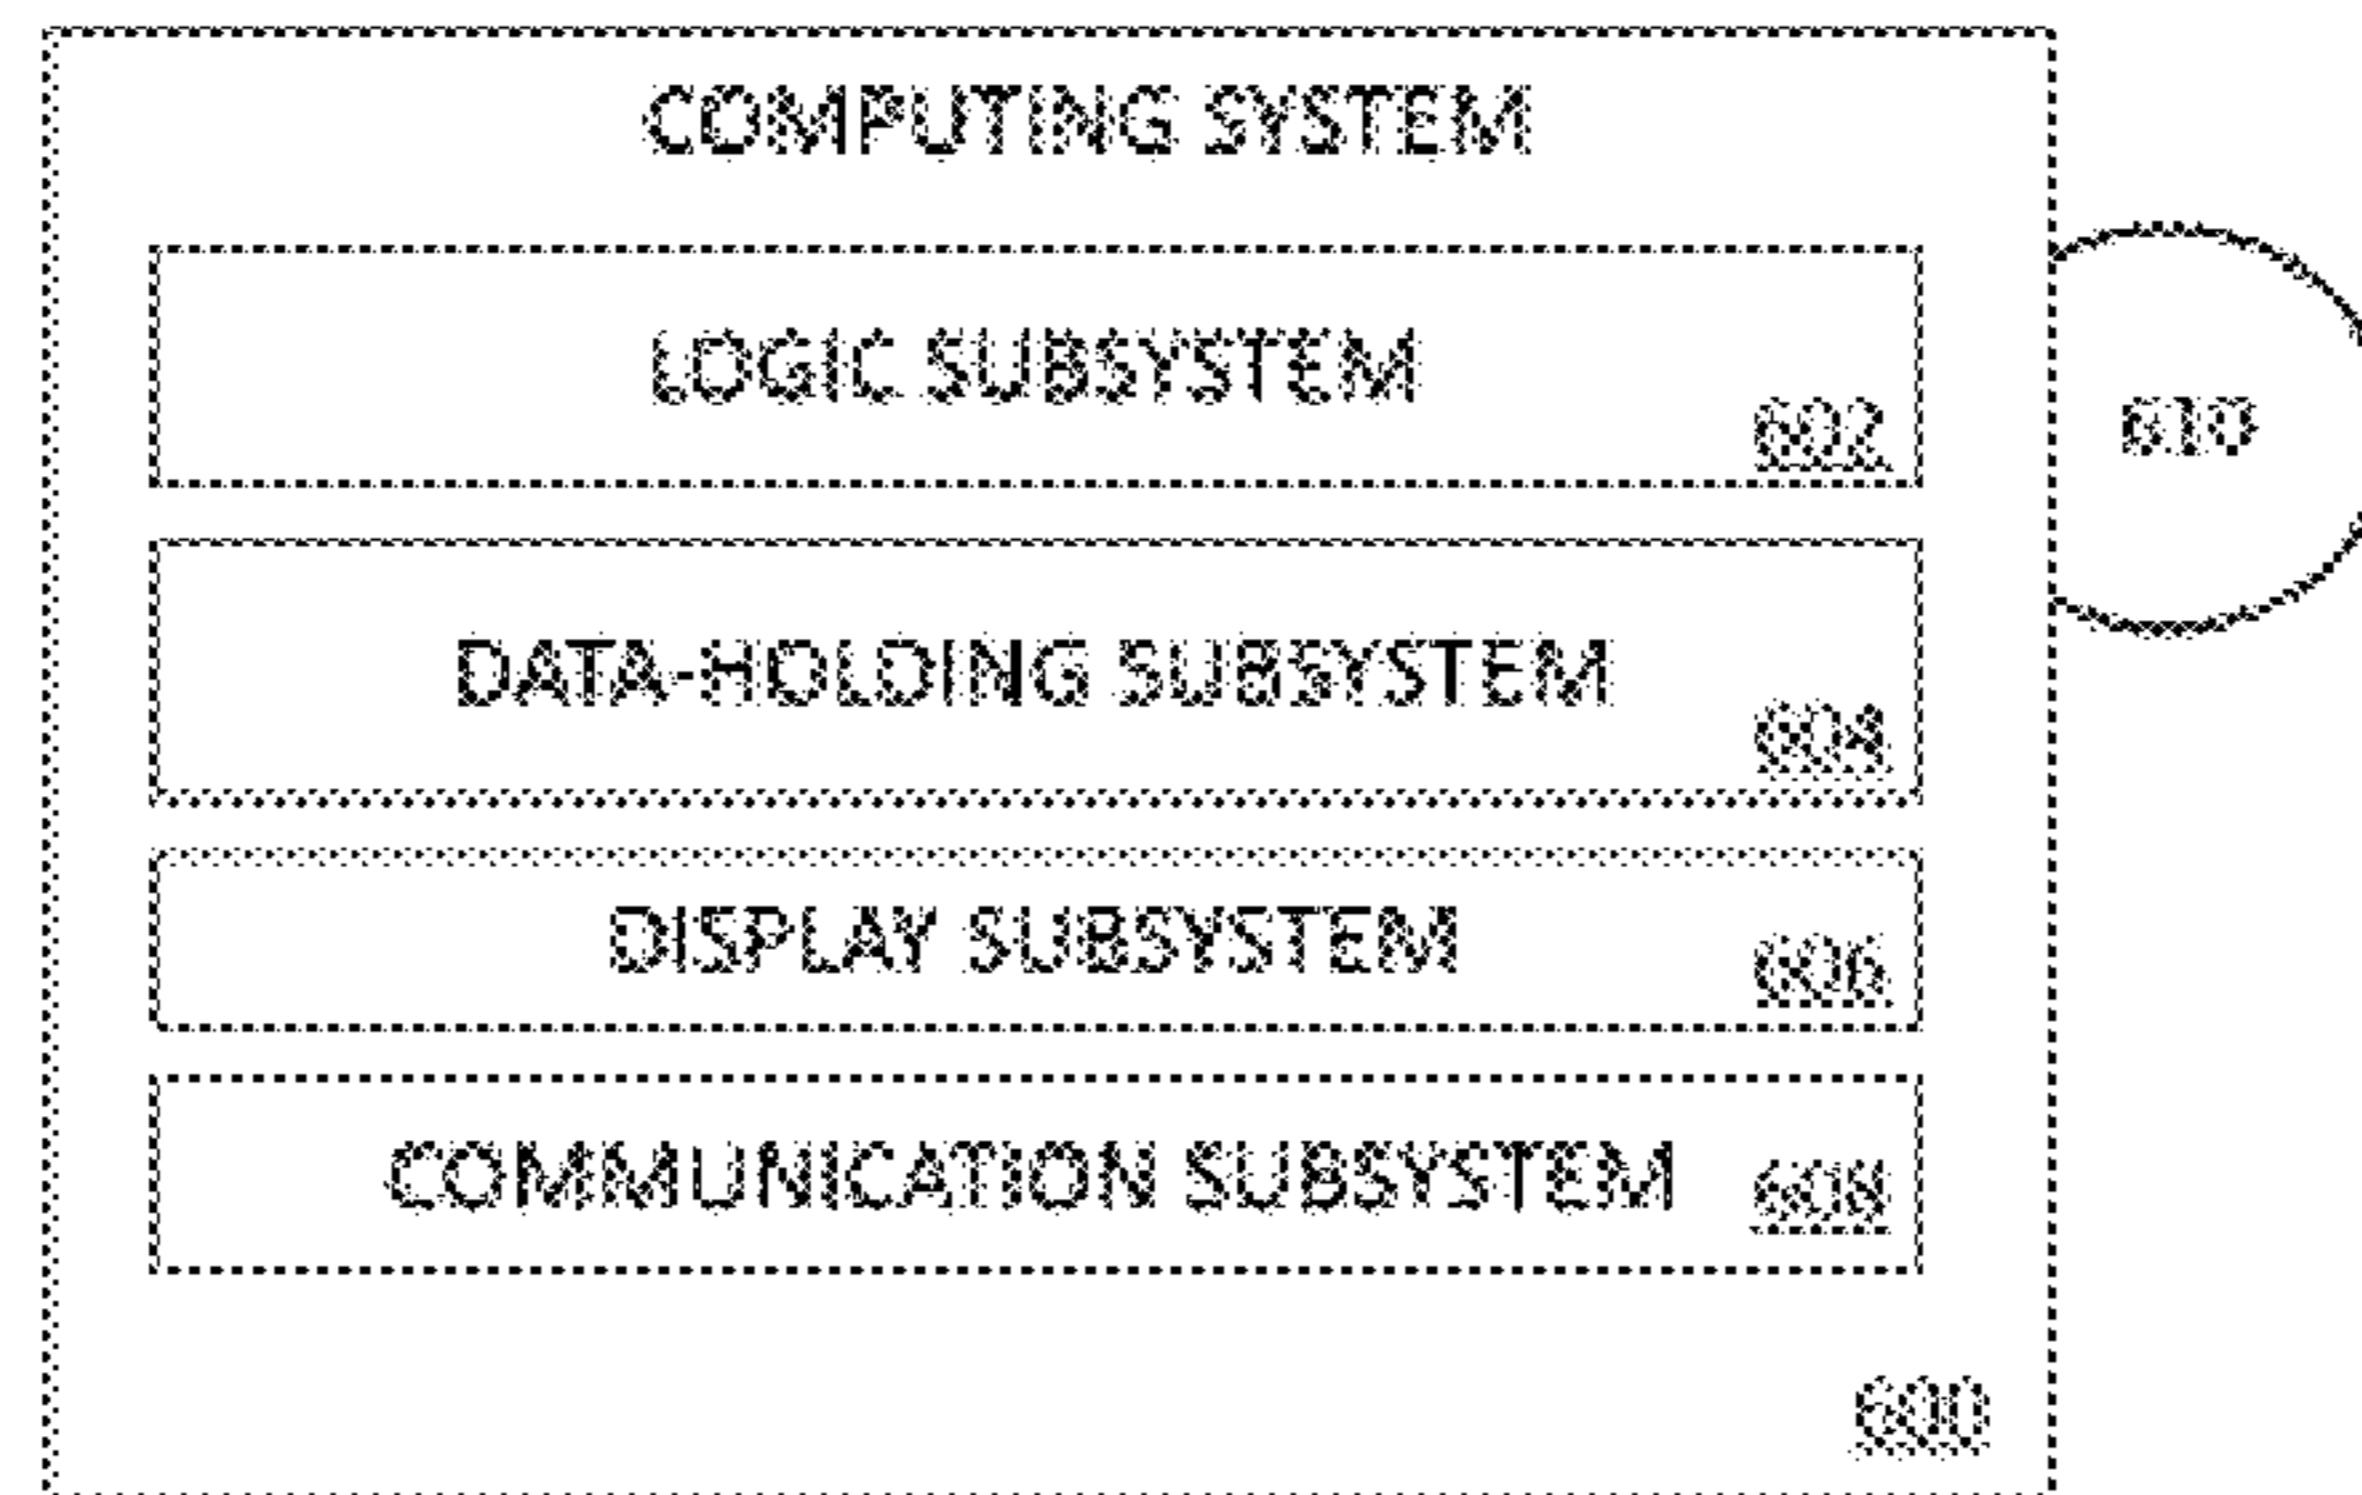 COMPUTING SYSTEM
LOGIC SUBSYSTEM
602
610
DATA-HOLDING SUBSYSTEM
604
DISPLAY SUBSYSTEM
606
COMMUNICATION SUBSYSTEM 608
600